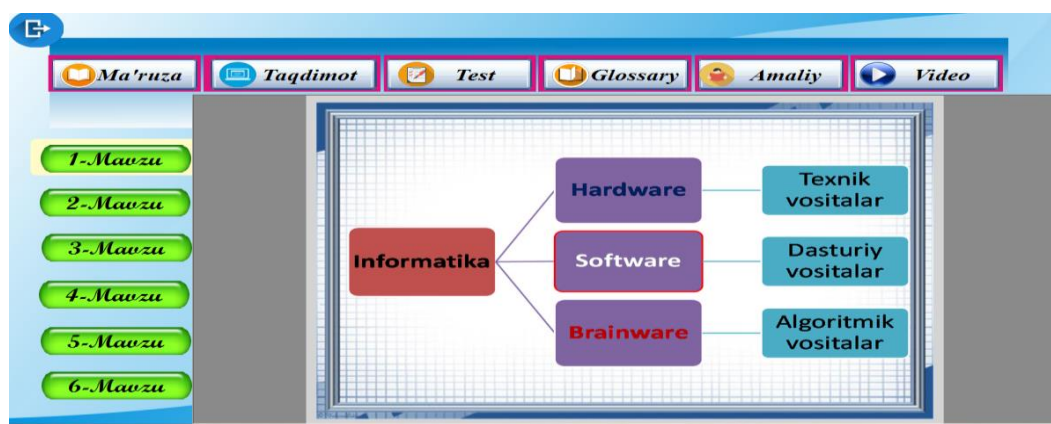 Ma'ruza
Taqdimot
Test
Glossary
Amaliy
Video
1-Mavzu
2-Mavzu
3-Mavzu
4-Mavzu
5-Mavzu
6-Mavzu
Informatika
Hardware
Texnik
vositalar
Software
Dasturiy
vositalar
Brainware
Algoritmik
vositalar